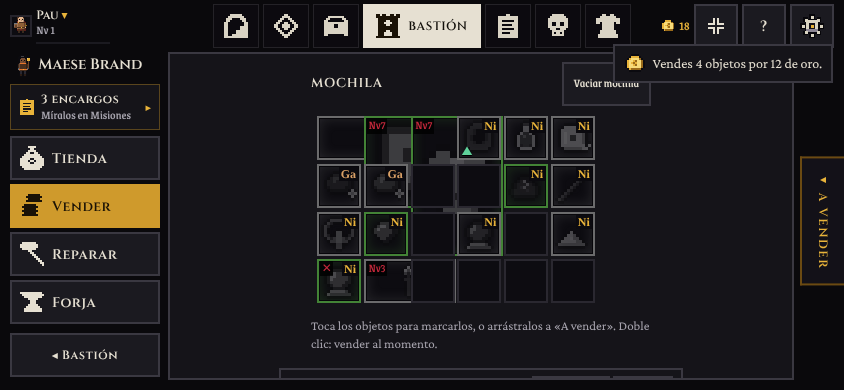 PAU ▾
Nv 1
BASTIÓN
18
?
Vendes 4 objetos por 12 de oro.
MAESE BRAND
3 ENCARGOS
Míralos en Misiones
TIENDA
VENDER
REPARAR
FORJA
◂ BASTIÓN
MOCHILA
Vaciar mochila
Nv7 Nv7 Ni Ni Ni
Ga Ga Ni Ni
Ni Ni Ni Ni
× Ni Nv3
Toca los objetos para marcarlos, o arrástralos a «A vender». Doble
clic: vender al momento.
◂ A VENDER